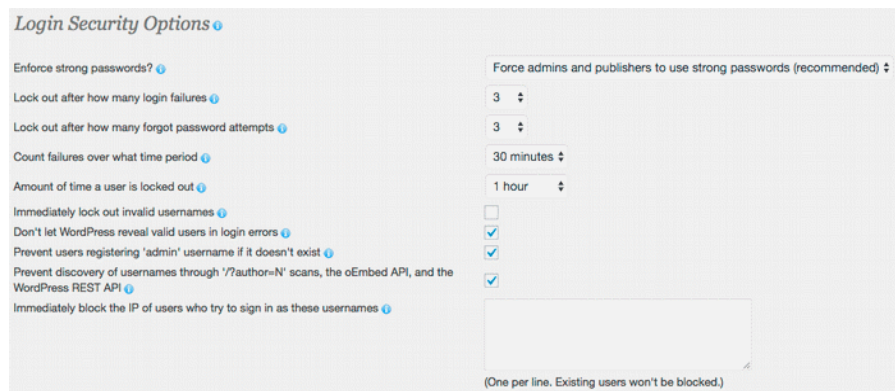 Login Security Options
Enforce strong passwords? Force admins and publishers to use strong passwords (recommended)
Lock out after how many login failures 3
Lock out after how many forgot password attempts 3
Count failures over what time period 30 minutes
Amount of time a user is locked out 1 hour
Immediately lock out invalid usernames
Don't let WordPress reveal valid users in login errors
Prevent users registering 'admin' username if it doesn't exist
Prevent discovery of usernames through '/?author=N' scans, the oEmbed API, and the
WordPress REST API
Immediately block the IP of users who try to sign in as these usernames
(One per line. Existing users won't be blocked.)